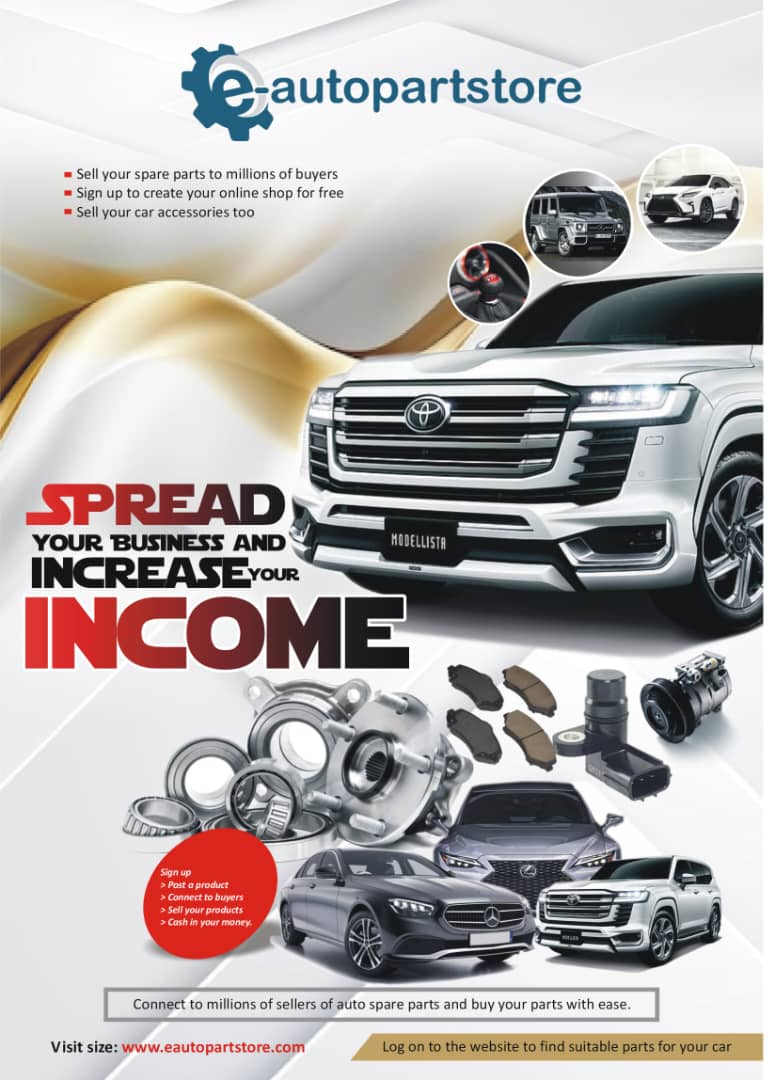 e-autopartstore
Sell your spare parts to millions of buyers
Sign up to create your online shop for free
Sell your car accessories too
MODELLISTA
SPREAD
YOUR BUSINESS AND
INCREASE YOUR
INCOME
Sign up
> Post a product
> Connect to buyers
> Sell your products
> Cash in your money.
Connect to millions of sellers of auto spare parts and buy your parts with ease.
Visit size: www.eautopartstore.com
Log on to the website to find suitable parts for your car